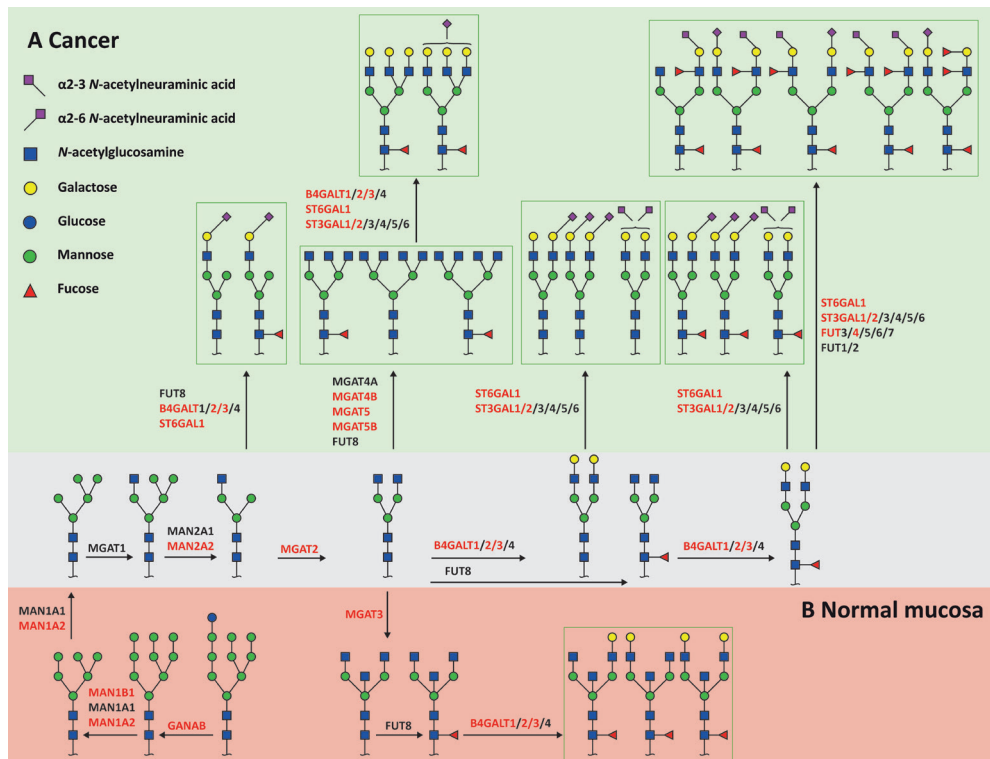 A Cancer
α2-3 N-acetylneuraminic acid
α2-6 N-acetylneuraminic acid
N-acetylglucosamine
Galactose
Glucose
Mannose
Fucose
B4GALT1/2/3/4
ST6GAL1
ST3GAL1/2/3/4/5/6
FUT8
B4GALT1/2/3/4
ST6GAL1
MGAT4A
MGAT4B
MGAT5
MGAT5B
FUT8
ST6GAL1
ST3GAL1/2/3/4/5/6
ST6GAL1
ST3GAL1/2/3/4/5/6
ST6GAL1
ST3GAL1/2/3/4/5/6
FUT3/4/5/6/7
FUT1/2
MGAT1
MAN2A1
MAN2A2
MGAT2
B4GALT1/2/3/4
FUT8
B4GALT1/2/3/4
B Normal mucosa
MAN1A1
MAN1A2
MAN1B1
MAN1A1
MAN1A2
GANAB
MGAT3
FUT8
B4GALT1/2/3/4